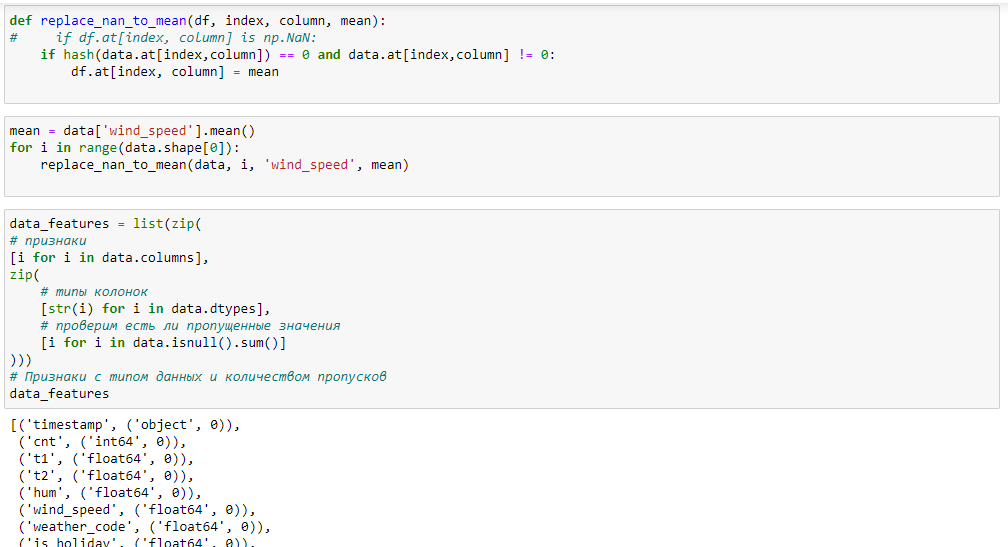 def replace_nan_to_mean(df, index, column, mean):
#     if df.at[index, column] is np.NaN:
    if hash(data.at[index,column]) == 0 and data.at[index,column] != 0:
        df.at[index, column] = mean
mean = data['wind_speed'].mean()
for i in range(data.shape[0]):
    replace_nan_to_mean(data, i, 'wind_speed', mean)
data_features = list(zip(
# признаки
[i for i in data.columns],
zip(
    # типы колонок
    [str(i) for i in data.dtypes],
    # проверим есть ли пропущенные значения
    [i for i in data.isnull().sum()]
)))
# Признаки с типом данных и количеством пропусков
data_features
[('timestamp', ('object', 0)),
 ('cnt', ('int64', 0)),
 ('t1', ('float64', 0)),
 ('t2', ('float64', 0)),
 ('hum', ('float64', 0)),
 ('wind_speed', ('float64', 0)),
 ('weather_code', ('float64', 0)),
 ('is_holiday', ('float64', 0)),